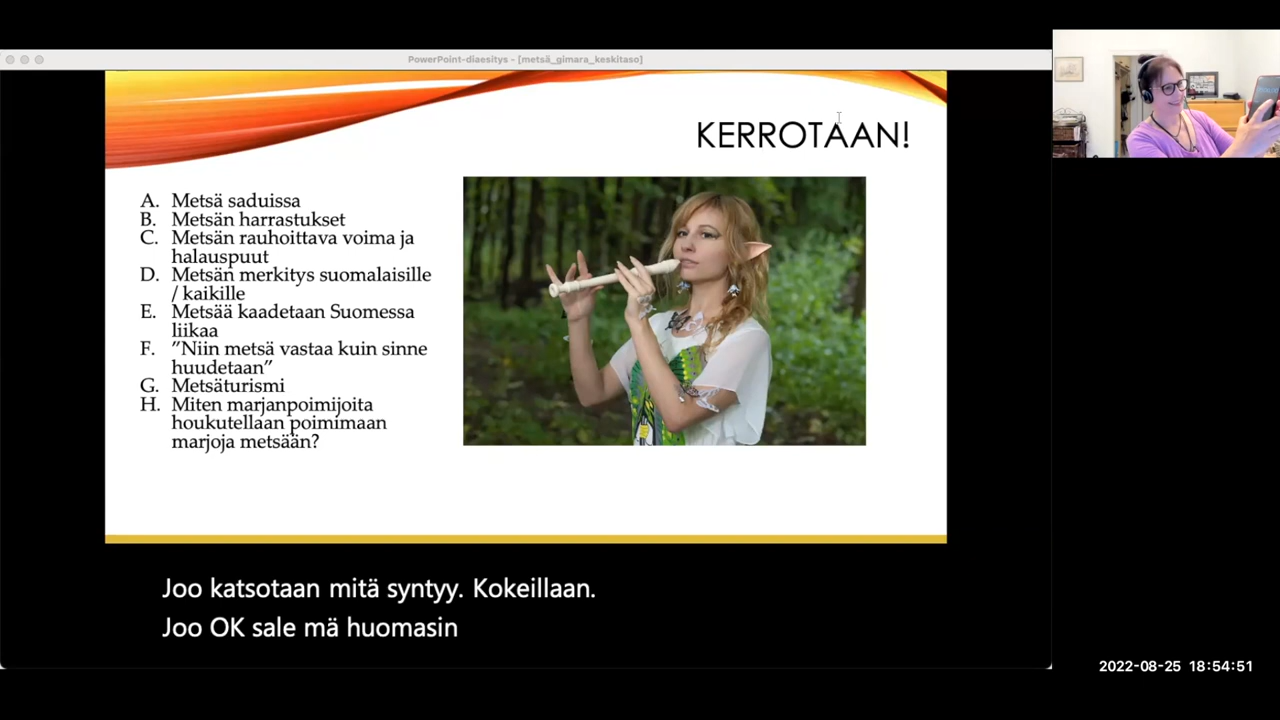 PowerPoint-diaesitys - [metsä_gimara_keskitaso]
KERROTAAN!
A. Metsä saduissa
B. Metsän harrastukset
C. Metsän rauhoittava voima ja
halauspuut
D. Metsän merkitys suomalaisille
/ kaikille
E. Metsää kaadetaan Suomessa
liikaa
F. ”Niin metsä vastaa kuin sinne
huudetaan”
G. Metsäturismi
H. Miten marjanpoimijoita
houkutellaan poimimaan
marjoja metsään?
Joo katsotaan mitä syntyy. Kokeillaan.
Joo OK sale mä huomasin
2022-08-25 18:54:51